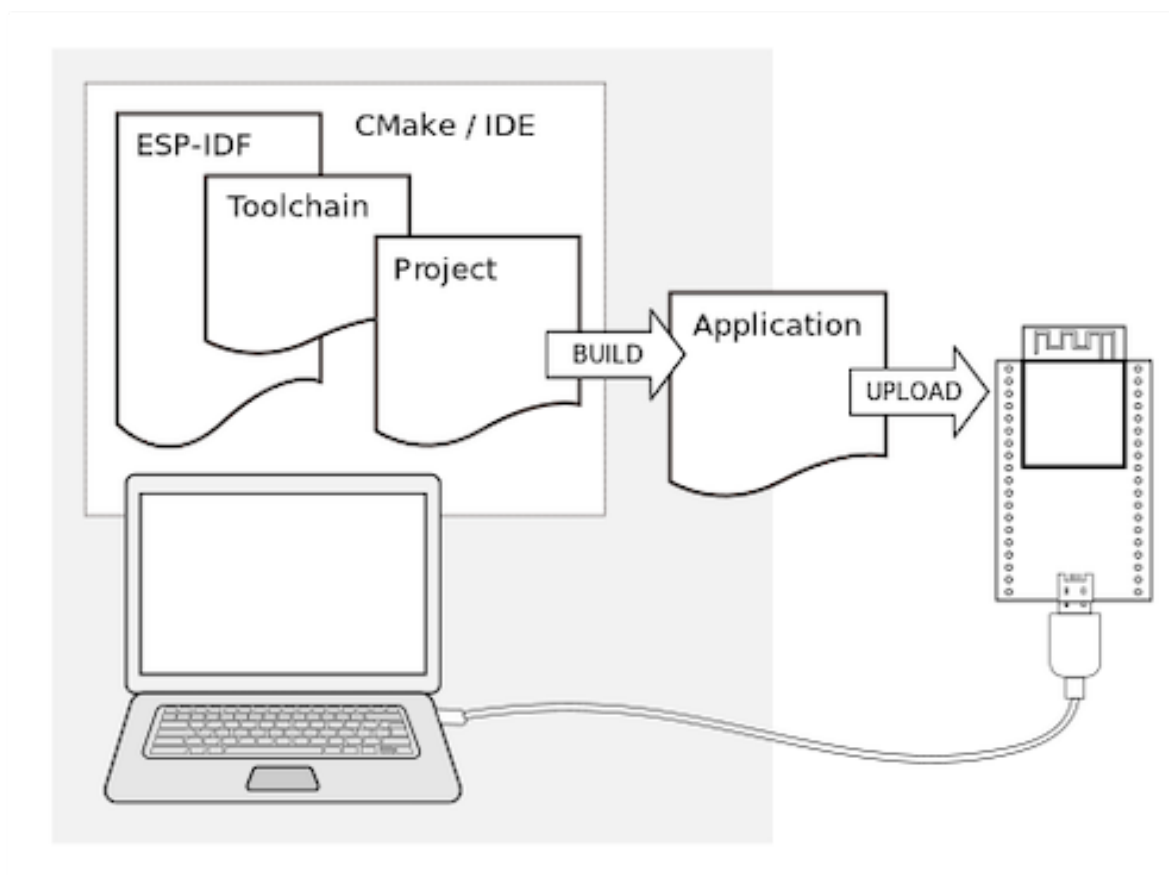 CMake / IDE
ESP-IDF
Toolchain
Project
BUILD
Application
UPLOAD